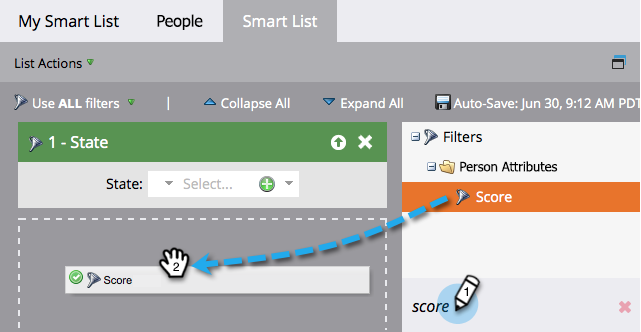 My Smart List People Smart List
List Actions
Use ALL filters | Collapse All Expand All Auto-Save: Jun 30, 9:12 AM PDT
1 - State
State: Select...
Filters
Person Attributes
Score
2
Score
score 1